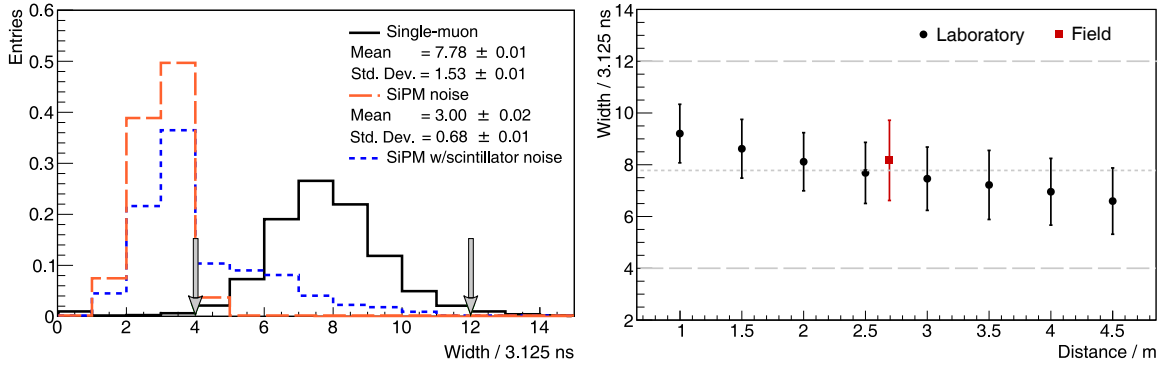 Entries
0.6
0.5
0.4
0.3
0.2
0.1
0
Single-muon
Mean = 7.78 ± 0.01
Std. Dev. = 1.53 ± 0.01
SiPM noise
Mean = 3.00 ± 0.02
Std. Dev. = 0.68 ± 0.01
SiPM w/scintillator noise
0 2 4 6 8 10 12 14
Width / 3.125 ns
Width / 3.125 ns
14
12
10
8
6
4
2
Laboratory Field
1 1.5 2 2.5 3 3.5 4 4.5
Distance / m